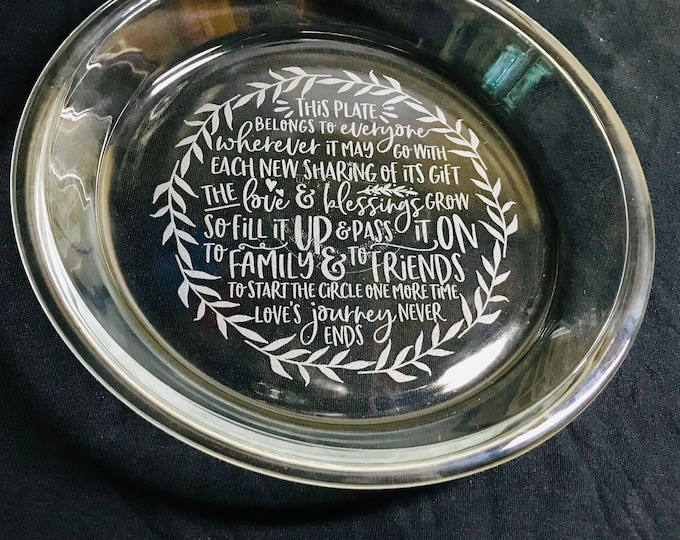 THIS PLATE
BELONGS TO everyone
wherever IT MAY GO WITH
EACH NEW SHARING OF ITS GIFT
THE love & blessings GROW
SO FILL IT UP & PASS IT ON
TO FAMILY & TO FRIENDS
TO START THE CIRCLE ONE MORE TIME
LOVE'S journey NEVER
ENDS